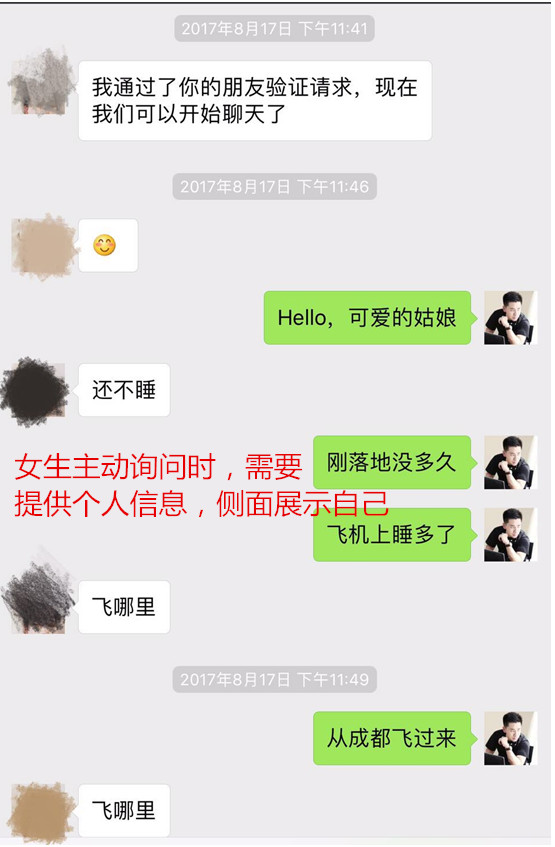 2017年8月17日 下午11:41
我通过了你的朋友验证请求，现在
我们可以开始聊天了
2017年8月17日 下午11:46
Hello，可爱的姑娘
还不睡
女生主动询问时，需要
提供个人信息，侧面展示自己
刚落地没多久
飞机上睡多了
飞哪里
2017年8月17日 下午11:49
从成都飞过来
飞哪里